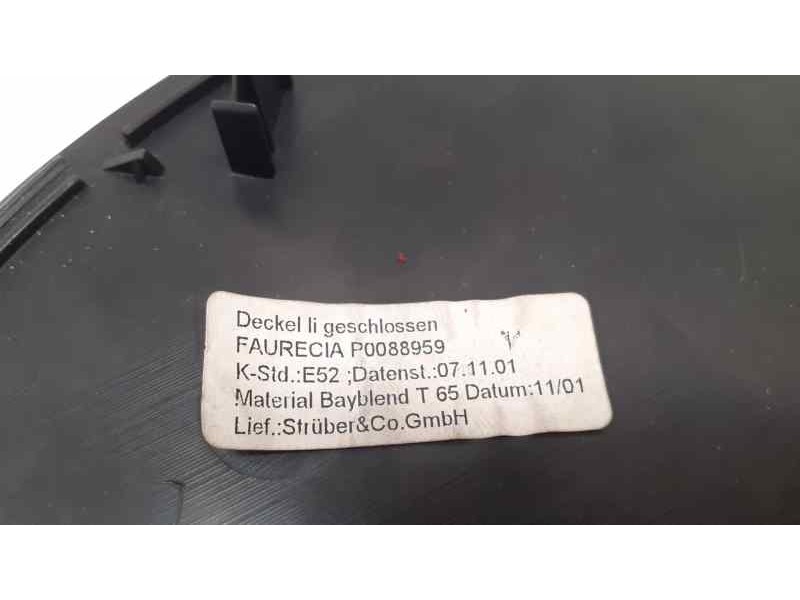 Deckel li geschlossen
FAURECIA P0088959
K-Std.:E52 ;Datenst.:07.11.01
Material Bayblend T 65 Datum:11/01
Lief.:Strüber&Co.GmbH